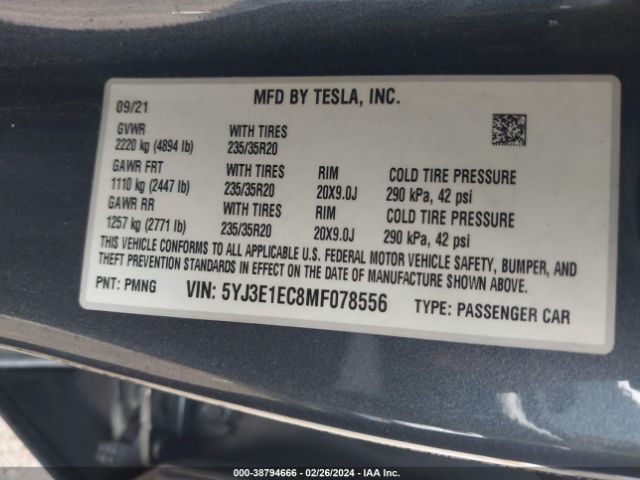 09/21 MFD BY TESLA, INC.
GVWR WITH TIRES
2220 kg (4894 lb) 235/35R20
GAWR FRT WITH TIRES RIM COLD TIRE PRESSURE
1110 kg (2447 lb) 235/35R20 20X9.0J 290 kPa, 42 psi
GAWR RR WITH TIRES RIM COLD TIRE PRESSURE
1257 kg (2771 lb) 235/35R20 20X9.0J 290 kPa, 42 psi
THIS VEHICLE CONFORMS TO ALL APPLICABLE U.S. FEDERAL MOTOR VEHICLE SAFETY, BUMPER, AND
THEFT PREVENTION STANDARDS IN EFFECT ON THE DATE OF MANUFACTURE SHOWN ABOVE.
PNT: PMNG VIN: 5YJ3E1EC8MF078556 TYPE: PASSENGER CAR
000-38794666 - 02/26/2024 - IAA Inc.